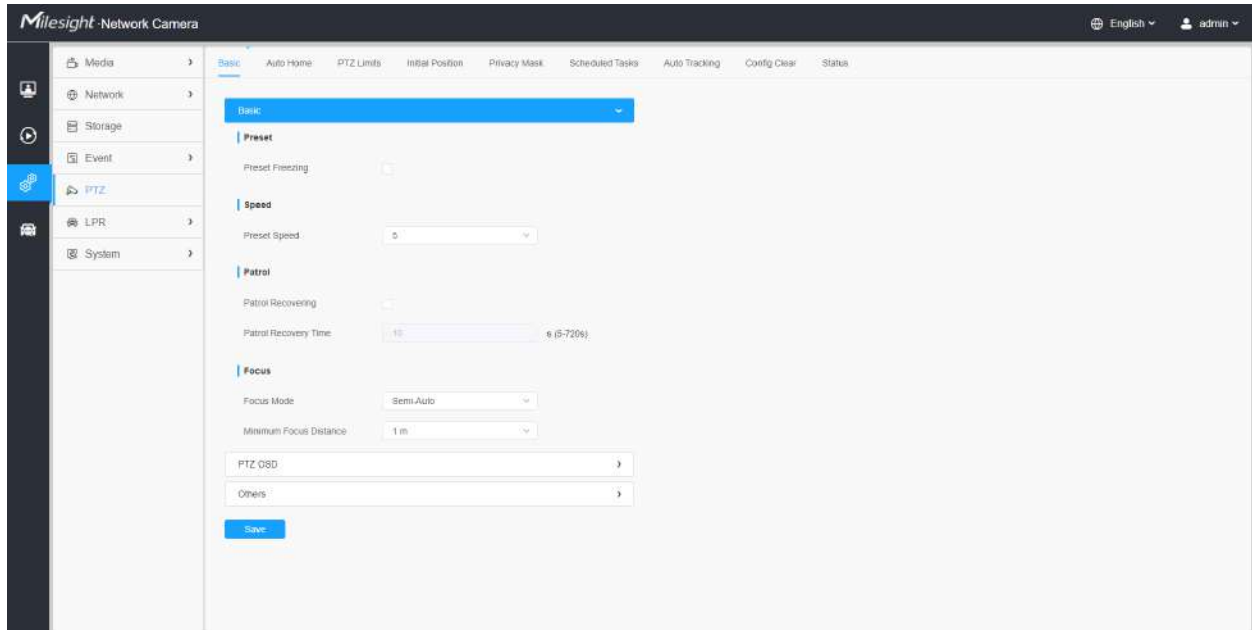 Milesight Network Camera
English
admin
Media
Network
Storage
Event
PTZ
LPR
System
Basic Auto Home PTZ Limits Initial Position Privacy Mask Scheduled Tasks Auto Tracking Config Clear Status
Basic
Preset
Preset Freezing
Speed
Preset Speed 5
Patrol
Patrol Recovering
Patrol Recovery Time 10 s (5-720s)
Focus
Focus Mode Semi-Auto
Minimum Focus Distance 1 m
PTZ OSD
Others
Save